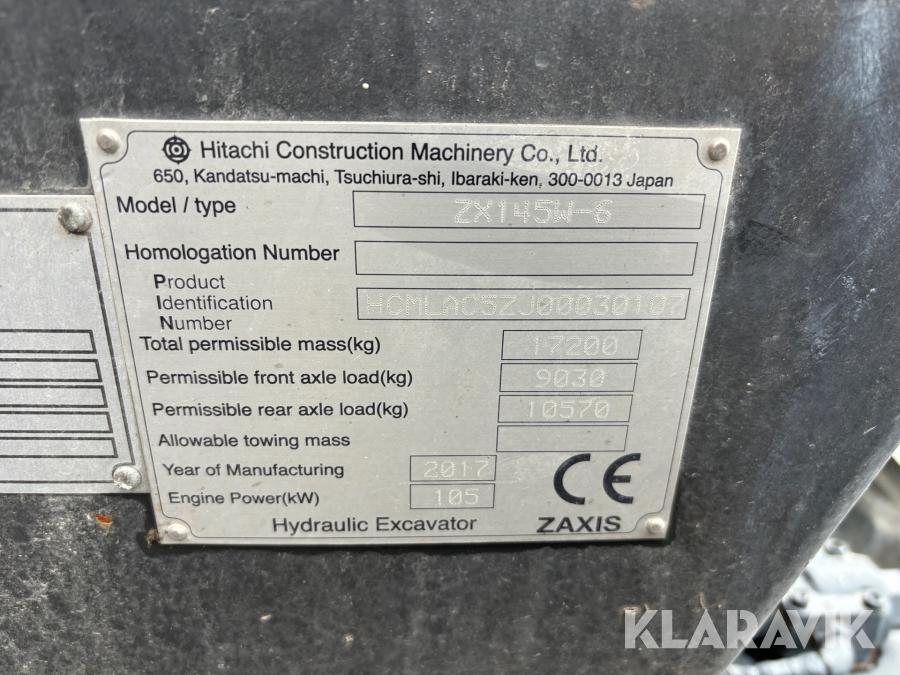 Hitachi Construction Machinery Co., Ltd.
650, Kandatsu-machi, Tsuchiura-shi, Ibaraki-ken, 300-0013 Japan
Model / type ZX145W-6
Homologation Number
Product
Identification HCMLAC5ZJ00030107
Number
Total permissible mass(kg) 17200
Permissible front axle load(kg) 9030
Permissible rear axle load(kg) 10570
Allowable towing mass
Year of Manufacturing 2017
Engine Power(kW) 105
CE
Hydraulic Excavator ZAXIS
KLARAVIK